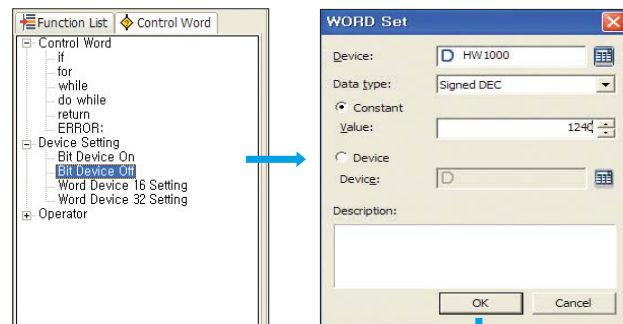 Function List
Control Word
Control Word
if
for
while
do while
return
ERROR:
Device Setting
Bit Device On
Bit Device Off
Word Device 16 Setting
Word Device 32 Setting
Operator
WORD Set
Device:
D HW1000
Data type:
Signed DEC
Constant
Value:
1240
Device
Device:
D
Description:
OK
Cancel